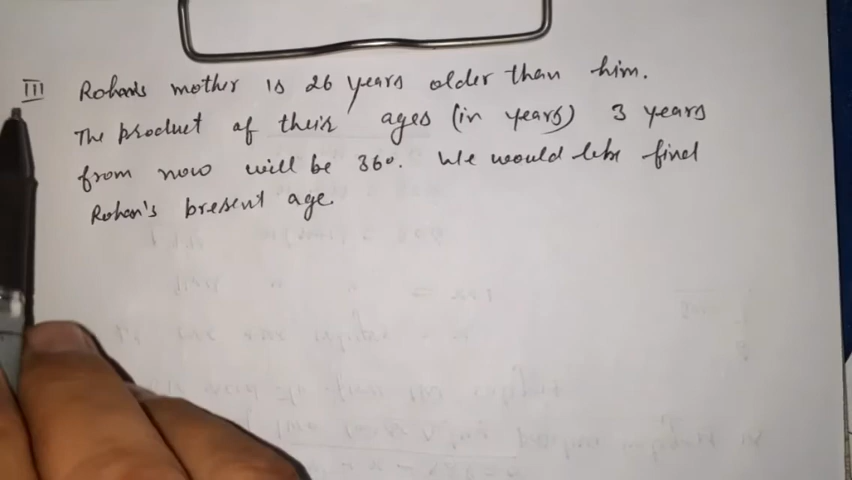 III Rohan's mother is 26 years older than him.
The product of their ages (in years) 3 years
from now will be 360. We would like find
Rohan's present age.